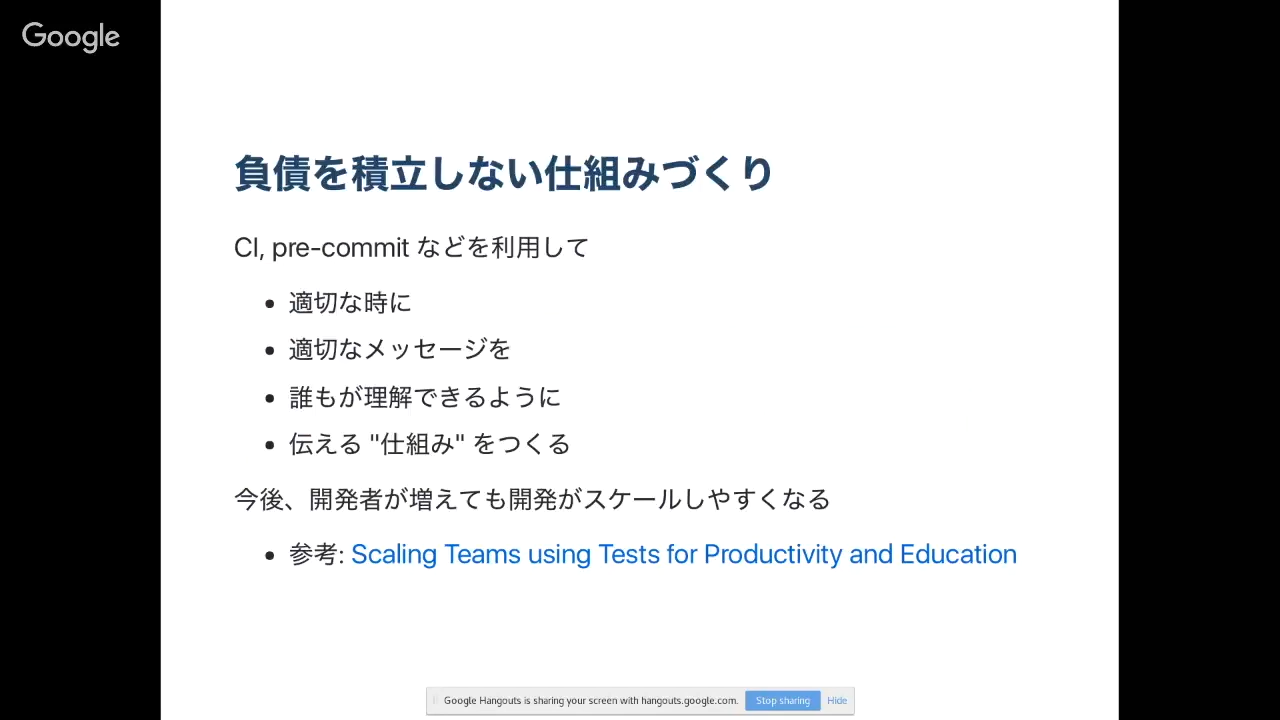 Google
負債を積立しない仕組みづくり
CI, pre-commit などを利用して
• 適切な時に
• 適切なメッセージを
• 誰もが理解できるように
• 伝える "仕組み" をつくる
今後、開発者が増えても開発がスケールしやすくなる
• 参考: Scaling Teams using Tests for Productivity and Education
Google Hangouts is sharing your screen with hangouts.google.com. Stop sharing Hide